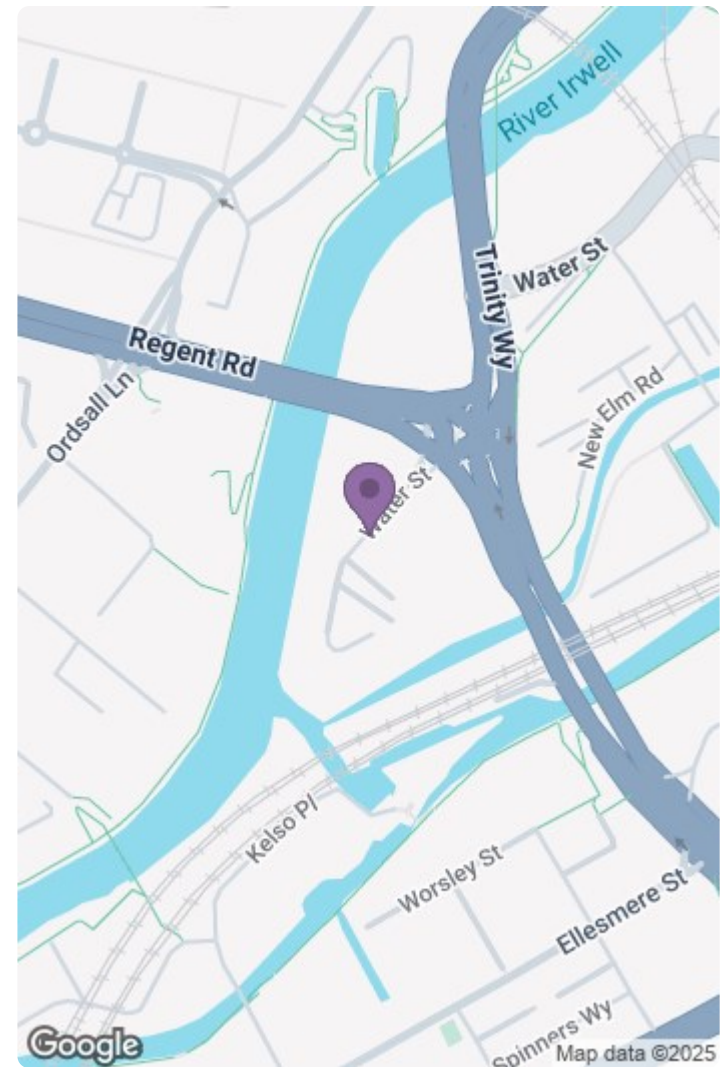 River Irwell
Water St
Trinity Wy
Regent Rd
Ordsall Ln
New Elm Rd
Water St
Kelso Pl
Worsley St
Ellesmere St
Spinners Wy
Google
Map data ©2025